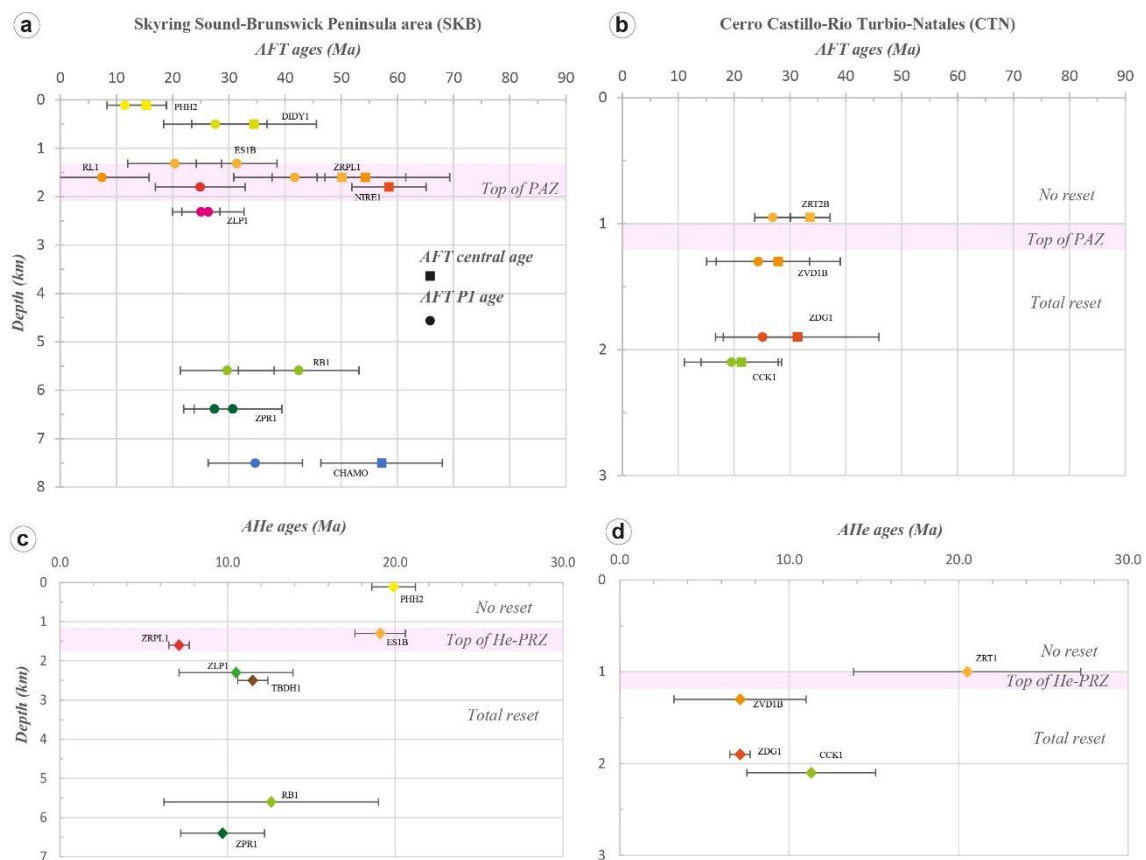 a
Skyring Sound-Brunswick Peninsula area (SKB)
AFT ages (Ma)
0 10 20 30 40 50 60 70 80 90
0
1
2
3
4
5
6
7
8
Depth (km)
PHH2
DIDY1
ES1B
RL1
ZRPL1
NIRE1
Top of PAZ
ZLP1
AFT central age
AFT P1 age
RB1
ZPR1
CHAMO
b
Cerro Castillo-Río Turbio-Natales (CTN)
AFT ages (Ma)
0 10 20 30 40 50 60 70 80 90
0
1
2
3
No reset
ZRT2B
Top of PAZ
ZVD1B
Total reset
ZDG1
CCK1
c
AHe ages (Ma)
0.0 10.0 20.0 30.0
0
1
2
3
4
5
6
7
Depth (km)
PHH2
No reset
ZRPL1
ES1B
Top of He-PRZ
ZLP1
TBDH1
Total reset
RB1
ZPR1
d
AHe ages (Ma)
0.0 10.0 20.0 30.0
0
1
2
3
No reset
ZRT1
Top of He-PRZ
ZVD1B
Total reset
ZDG1
CCK1